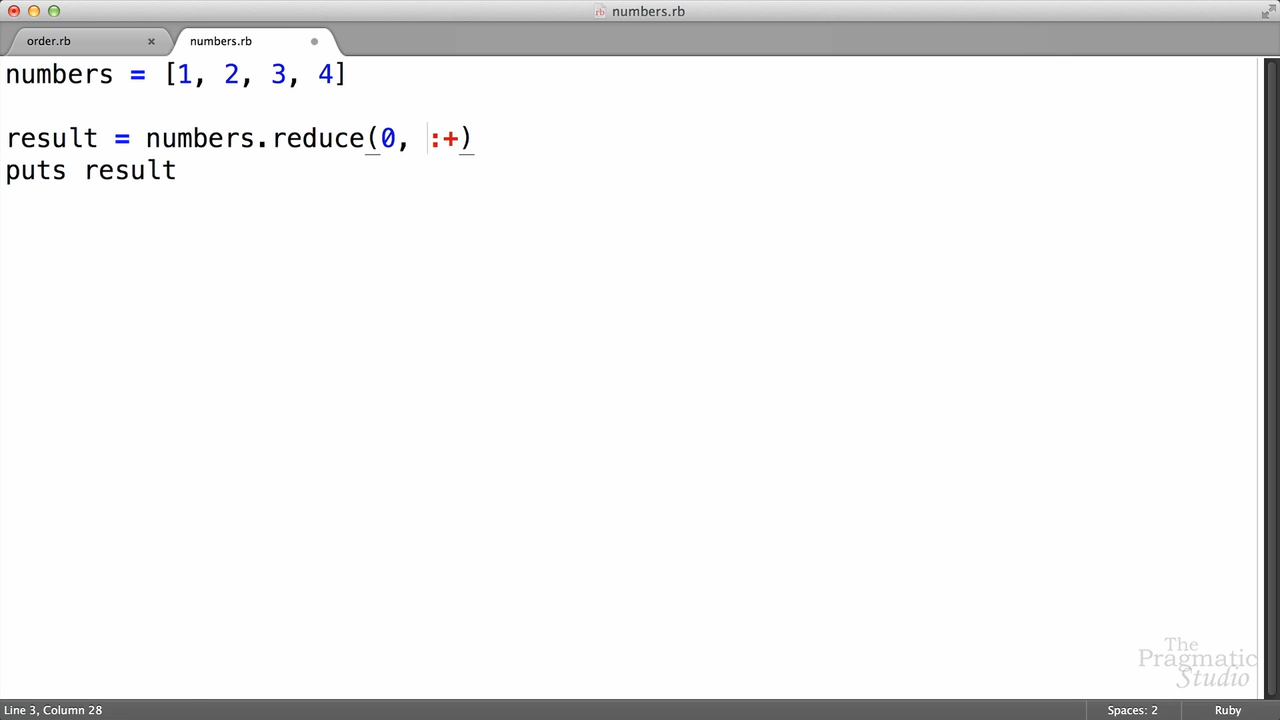 numbers.rb
order.rb
numbers.rb
numbers = [1, 2, 3, 4]
result = numbers.reduce(0, :+)
puts result
The
Pragmatic
Studio
Line 3, Column 28
Spaces: 2
Ruby